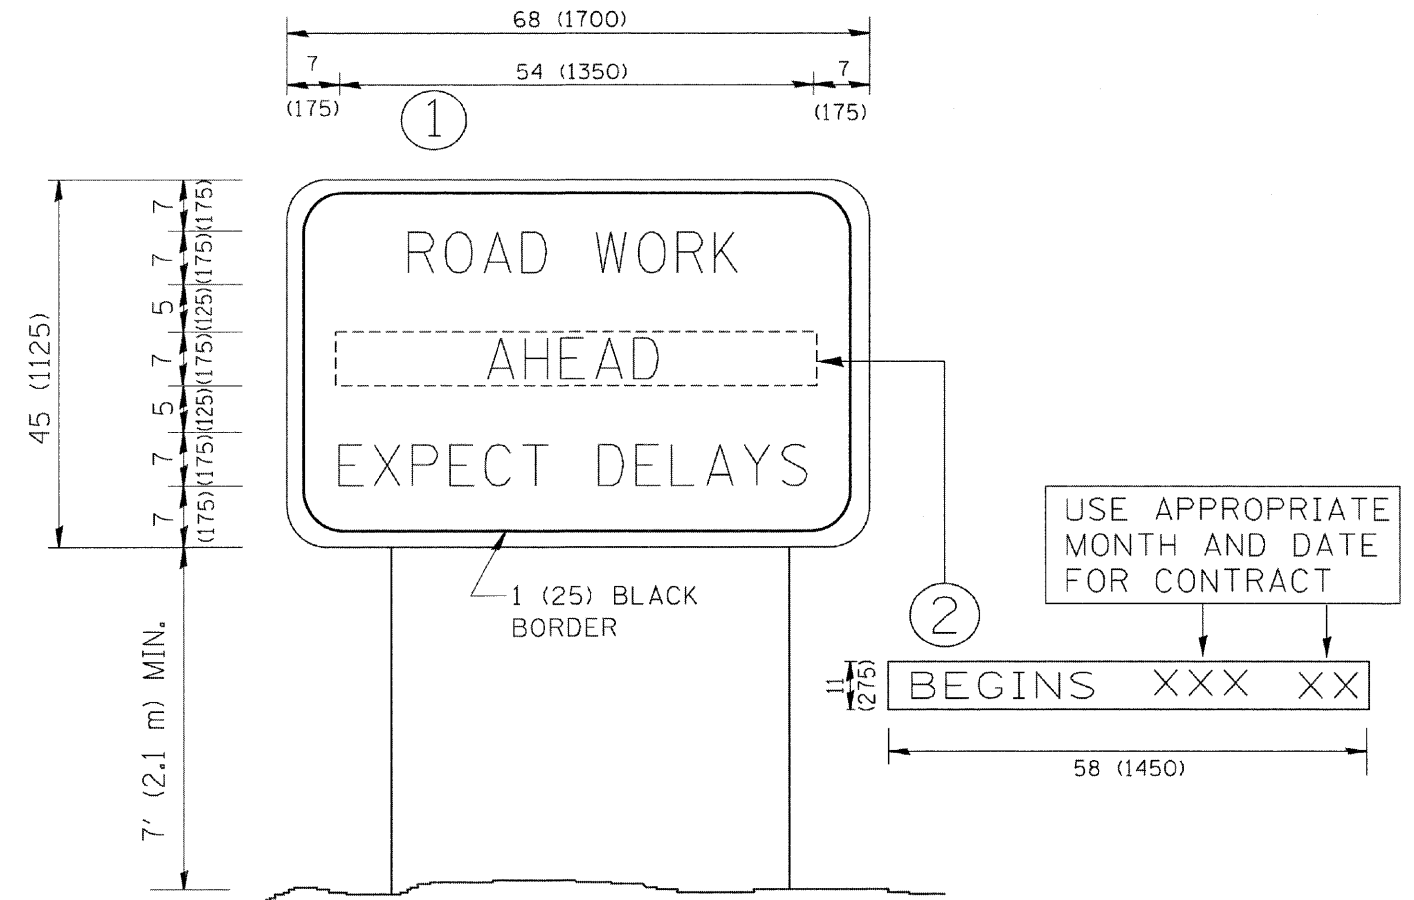 68 (1700)
7
54 (1350)
7
(175)
(175)
1
45 (1125)
7
(175)
7
(175)
5
(125)
7
(175)
5
(125)
7
(175)
7
(175)
ROAD WORK
AHEAD
EXPECT DELAYS
1 (25) BLACK
BORDER
7' (2.1 m) MIN.
2
USE APPROPRIATE
MONTH AND DATE
FOR CONTRACT
11
(275)
BEGINS XXX XX
58 (1450)